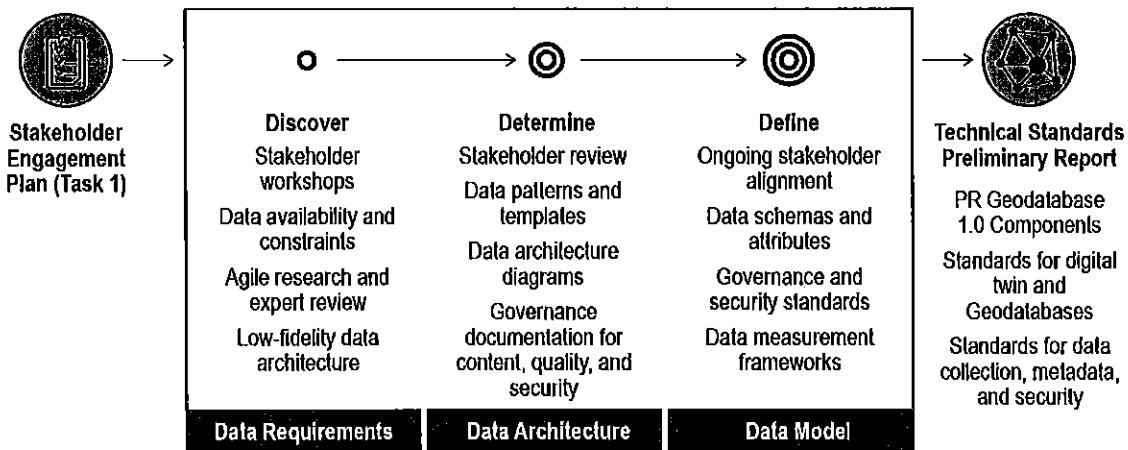 Stakeholder
Engagement
Plan (Task 1)
Discover
Stakeholder
workshops
Data availability and
constraints
Agile research and
expert review
Low-fidelity data
architecture
Data Requirements
Determine
Stakeholder review
Data patterns and
templates
Data architecture
diagrams
Governance
documentation for
content, quality, and
security
Data Architecture
Define
Ongoing stakeholder
alignment
Data schemas and
attributes
Governance and
security standards
Data measurement
frameworks
Data Model
Technical Standards
Preliminary Report
PR Geodatabase
1.0 Components
Standards for digital
twin and
Geodatabases
Standards for data
collection, metadata,
and security